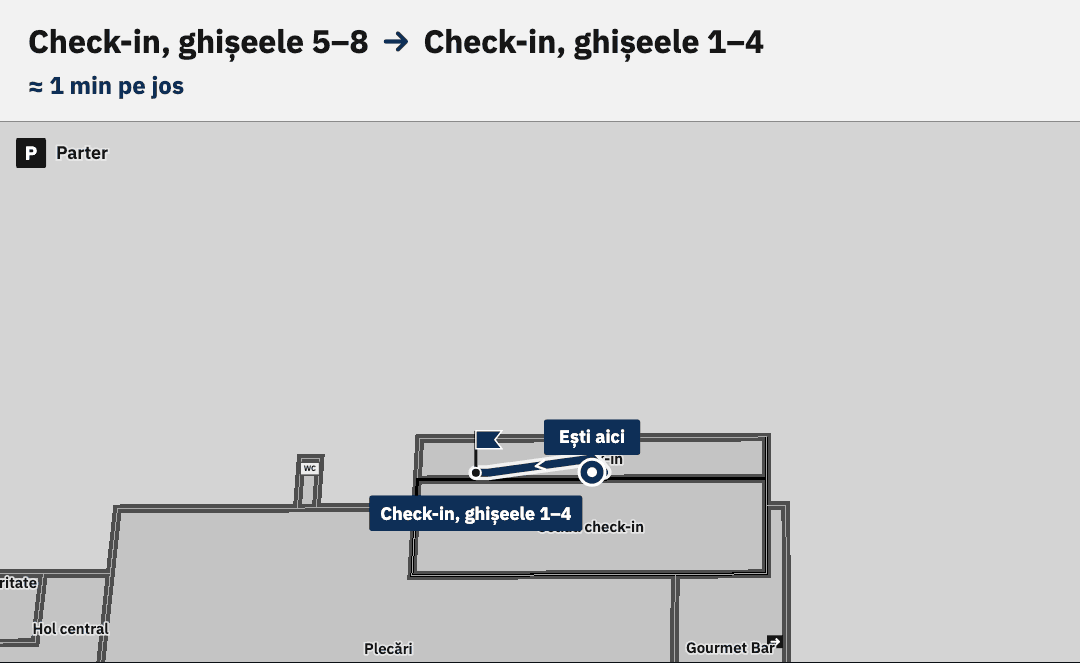 Check-in, ghișeele 5–8 → Check-in, ghișeele 1–4
≈ 1 min pe jos
P Parter
Ești aici
-in
wc
Check-in, ghișeele 1–4
check-in
ritate
Hol central
Plecări
Gourmet Bar